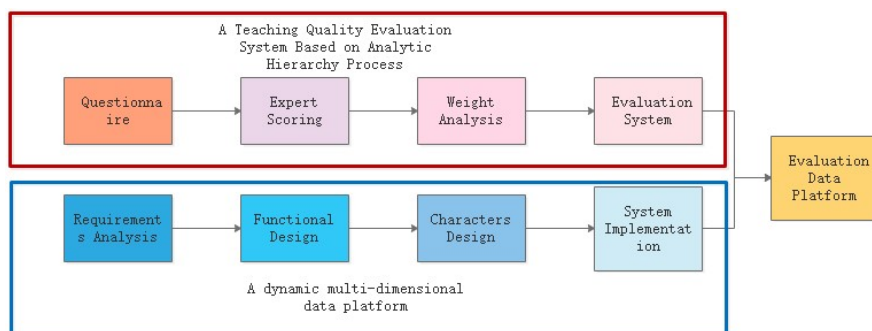 A Teaching Quality Evaluation
System Based on Analytic
Hierarchy Process
Questionna
ire
Expert
Scoring
Weight
Analysis
Evaluation
System
Evaluation
Data
Platform
Requirement
s Analysis
Functional
Design
Characters
Design
System
Implementat
ion
A dynamic multi-dimensional
data platform